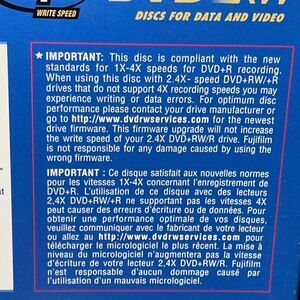 WRITE SPEED
DISCS FOR DATA AND VIDEO
* IMPORTANT: This disc is compliant with the new
standards for 1X-4X speeds for DVD+R recording.
When using this disc with 2.4X- speed DVD+RW/+R
drives that do not support 4X recording speeds you may
experience writing or data errors. For optimum disc
performance please contact your drive manufacturer or
go to http://www.dvdrwservices.com for the newest
drive firmware. This firmware upgrade will not increase
the write speed of your 2.4X DVD+RW/R drive. Fujifilm
is not responsible for any damage caused by using the
wrong firmware.
IMPORTANT : Ce disque satisfait aux nouvelles normes
pour les vitesses 1X-4X concernant l'enregistrement de
DVD+R. L'utilisation de ce disque avec des lecteurs
2,4X DVD+RW/+R ne supportant pas les vitesses 4X
peut causer des erreurs d'écriture ou de données. Pour
obtenir une performance optimale de vos disques,
veuillez communiquer avec le fabricant de votre lecteur
ou allez au http://www.dvdrwservices.com pour
télécharger le micrologiciel le plus récent. La mise à
niveau du micrologiciel n'augmentera pas la vitesse
d'écriture de votre lecteur 2,4X DVD+RW/R. Fujifilm
n'est responsable d'aucun dommage causé par
l'utilisation d'un mauvais micrologiciel.